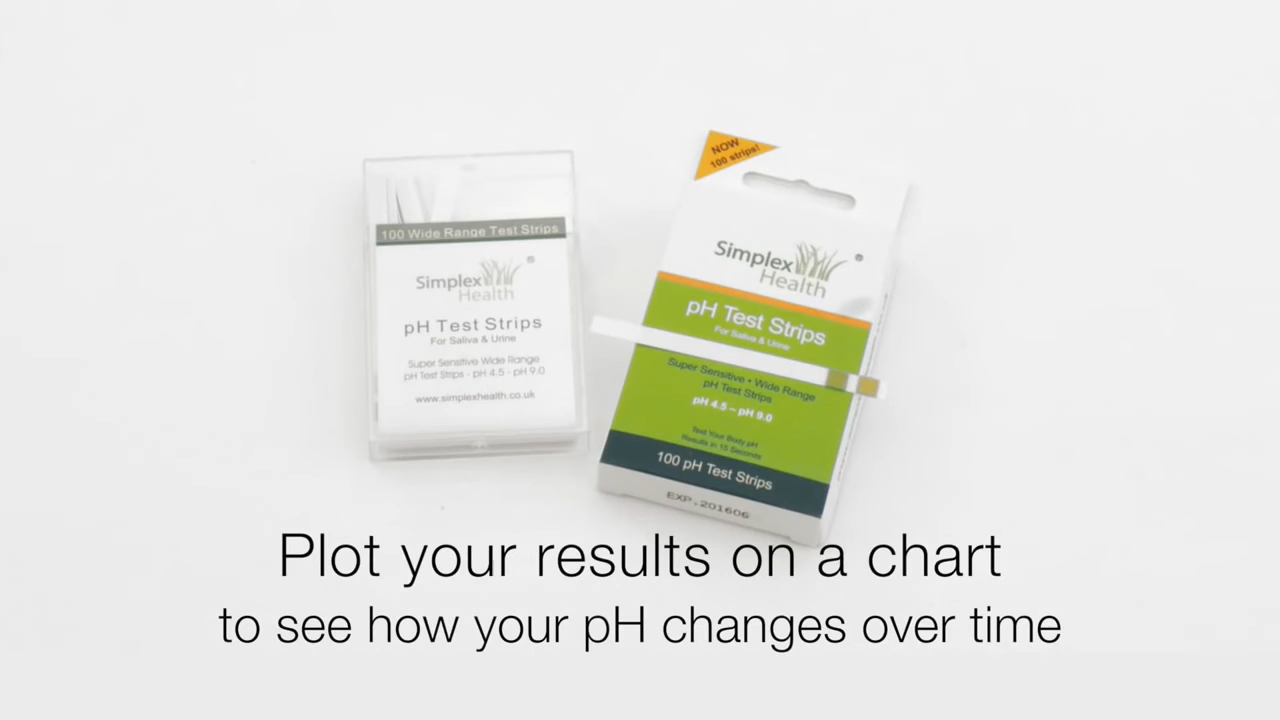 100 Wide Range Test Strips
Simplex
Health
®
pH Test Strips
For Saliva & Urine
Super Sensitive Wide Range
pH Test Strips - pH 4.5 - pH 9.0
www.simplexhealth.co.uk
NOW
100 strips!
Simplex
Health
®
pH Test Strips
For Saliva & Urine
Super Sensitive • Wide Range
pH Test Strips
pH 4.5 – pH 9.0
Test Your Body pH
Results in 15 Seconds
100 pH Test Strips
EXP.201606
Plot your results on a chart
to see how your pH changes over time